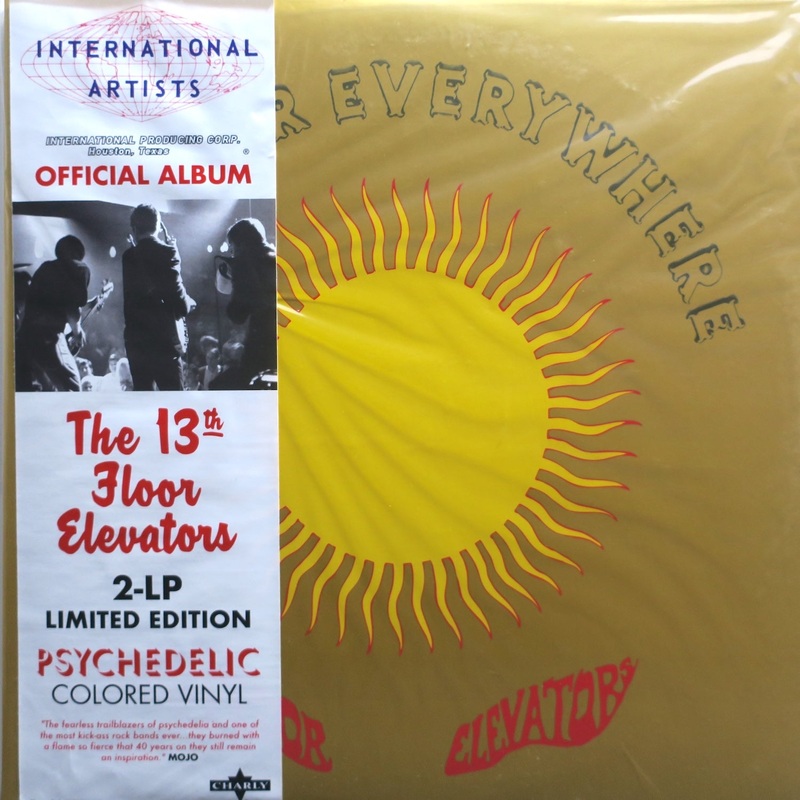 INTERNATIONAL
ARTISTS
INTERNATIONAL PRODUCING CORP.
Houston, Texas ®
OFFICIAL ALBUM
The 13th
Floor
Elevators
2-LP
LIMITED EDITION
PSYCHEDELIC
COLORED VINYL
"The fearless trailblazers of psychedelia and one of
the most kick-ass rock bands ever...they burned with
a flame so fierce that 40 years on they still remain
an inspiration." MOJO
CHARLY
R EVERYWHERE
OR ELEVATORS